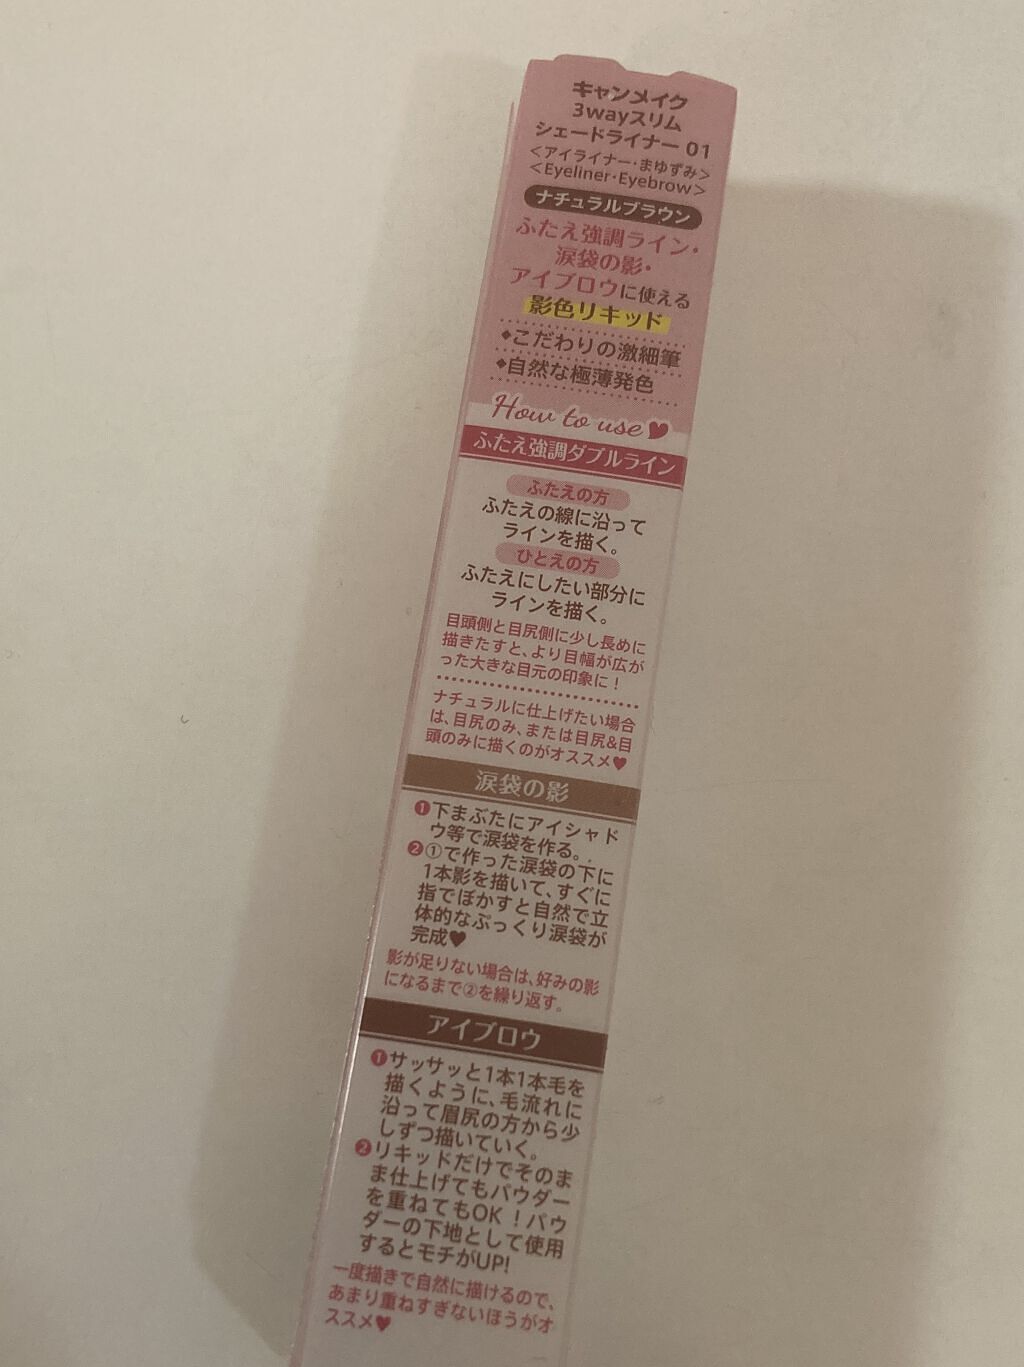 キャンメイク
3wayスリム
シェードライナー 01
<アイライナー・まゆずみ>
<Eyeliner・Eyebrow>
ナチュラルブラウン
ふたえ強調ライン・
涙袋の影・
アイブロウに使える
影色リキッド
◆こだわりの激細筆
◆自然な極薄発色
How to use♥
ふたえ強調ダブルライン
ふたえの方
ふたえの線に沿って
ラインを描く。
ひとえの方
ふたえにしたい部分に
ラインを描く。
目頭側と目尻側に少し長めに
描きたすと、より目幅が広が
った大きな目元の印象に！
ナチュラルに仕上げたい場合
は、目尻のみ、または目尻&目
頭のみに描くのがオススメ♥
涙袋の影
❶下まぶたにアイシャド
ウ等で涙袋を作る。
❷①で作った涙袋の下に
1本影を描いて、すぐに
指でぼかすと自然で立
体的なぷっくり涙袋が
完成♥
影が足りない場合は、好みの影
になるまで②を繰り返す。
アイブロウ
❶サッサッと1本1本毛を
描くように、毛流れに
沿って眉尻の方から少
しずつ描いていく。
❷リキッドだけでそのま
ま仕上げてもパウダー
を重ねてもOK！パウ
ダーの下地として使用
するとモチがUP!
一度描きで自然に描けるので、
あまり重ねすぎないほうがオ
ススメ♥